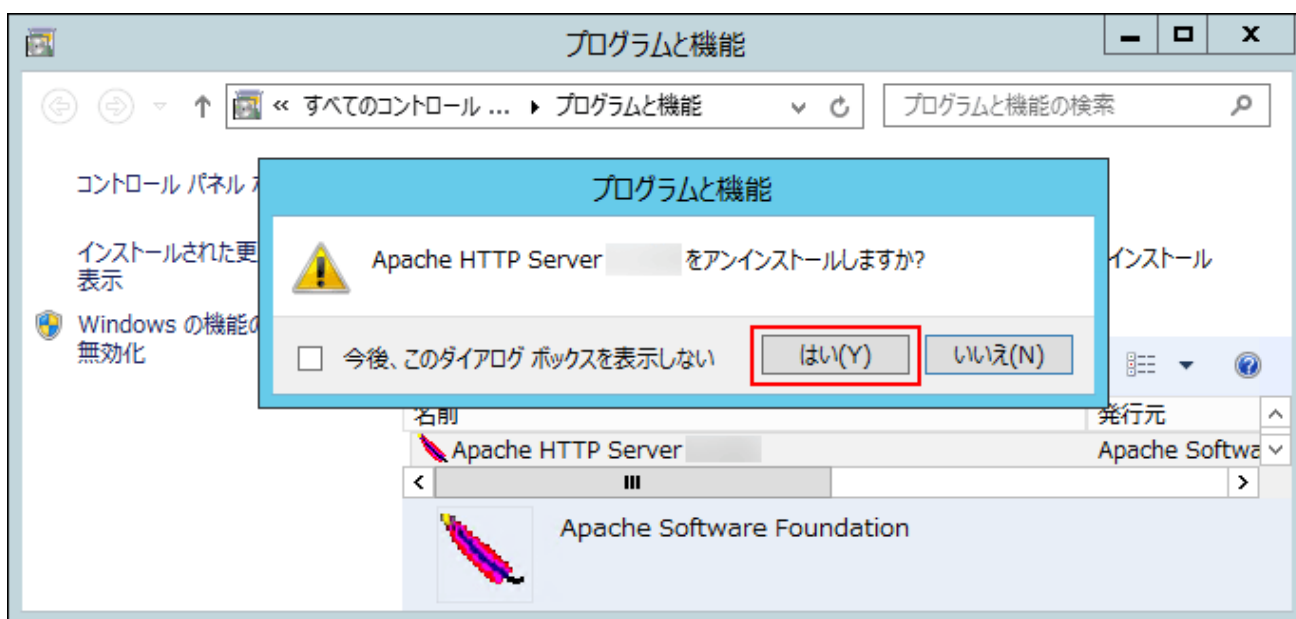 プログラムと機能
« すべてのコントロール ... ▸ プログラムと機能
プログラムと機能の検索
コントロール パネル
プログラムと機能
インストールされた更
表示
Apache HTTP Server をアンインストールしますか?
インストール
Windows の機能の
無効化
今後、このダイアログ ボックスを表示しない
はい(Y)
いいえ(N)
名前
発行元
Apache HTTP Server
Apache Softwa
Apache Software Foundation